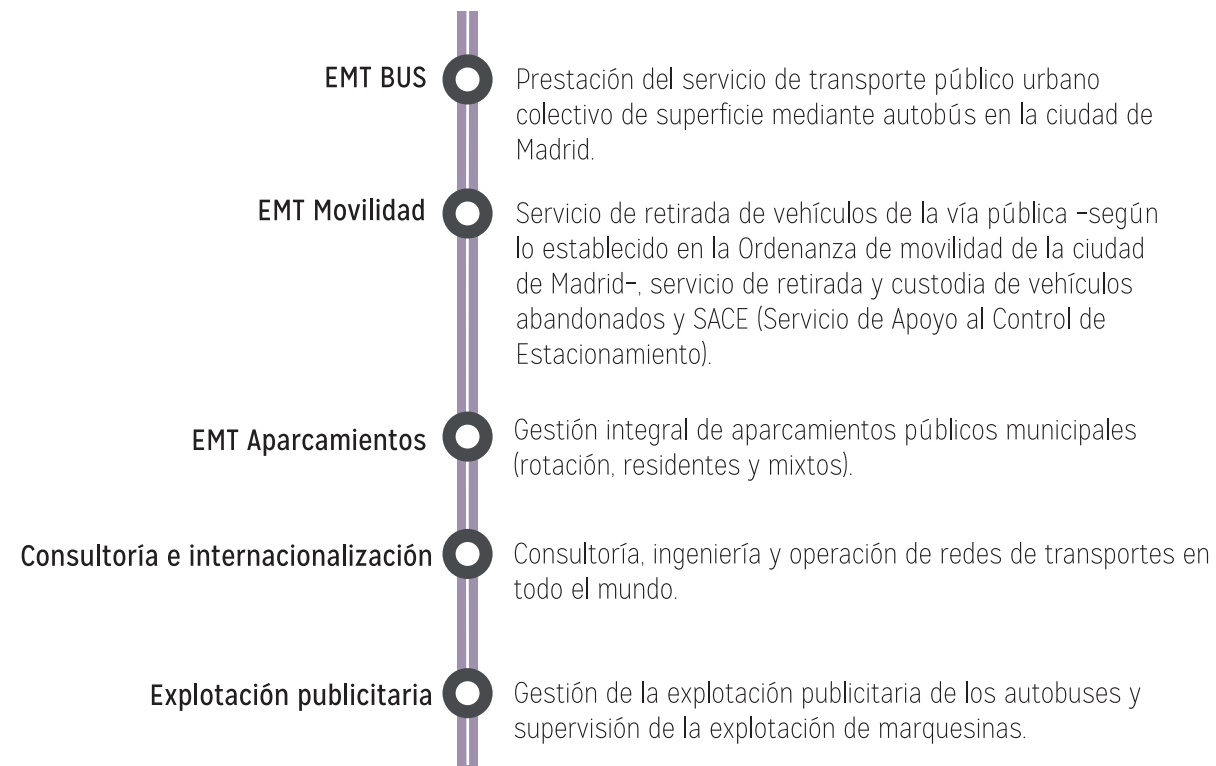 EMT BUS
Prestación del servicio de transporte público urbano
colectivo de superficie mediante autobús en la ciudad de
Madrid.
EMT Movilidad
Servicio de retirada de vehículos de la vía pública –según
lo establecido en la Ordenanza de movilidad de la ciudad
de Madrid–, servicio de retirada y custodia de vehículos
abandonados y SACE (Servicio de Apoyo al Control de
Estacionamiento).
EMT Aparcamientos
Gestión integral de aparcamientos públicos municipales
(rotación, residentes y mixtos).
Consultoría e internacionalización
Consultoría, ingeniería y operación de redes de transportes en
todo el mundo.
Explotación publicitaria
Gestión de la explotación publicitaria de los autobuses y
supervisión de la explotación de marquesinas.